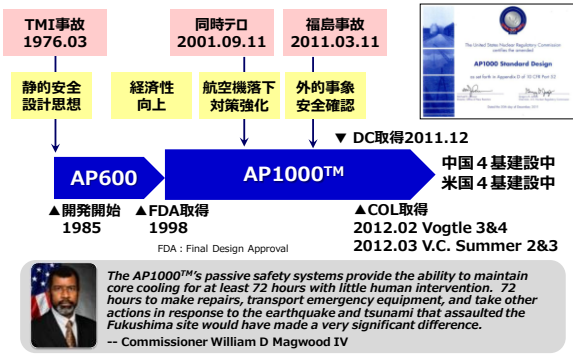 TMI事故
1976.03
同時テロ
2001.09.11
福島事故
2011.03.11
静的安全
設計思想
経済性
向上
航空機落下
対策強化
外的事象
安全確認
The United States Nuclear Regulatory Commission
AP1000 Standard Design
▼ DC取得2011.12
AP600
AP1000TM
中国４基建設中
米国４基建設中
▲開発開始
1985
▲FDA取得
1998
FDA：Final Design Approval
▲COL取得
2012.02 Vogtle 3&4
2012.03 V.C. Summer 2&3
The AP1000TM's passive safety systems provide the ability to maintain
core cooling for at least 72 hours with little human intervention.  72
hours to make repairs, transport emergency equipment, and take other
actions in response to the earthquake and tsunami that assaulted the
Fukushima site would have made a very significant difference.
-- Commissioner William D Magwood IV